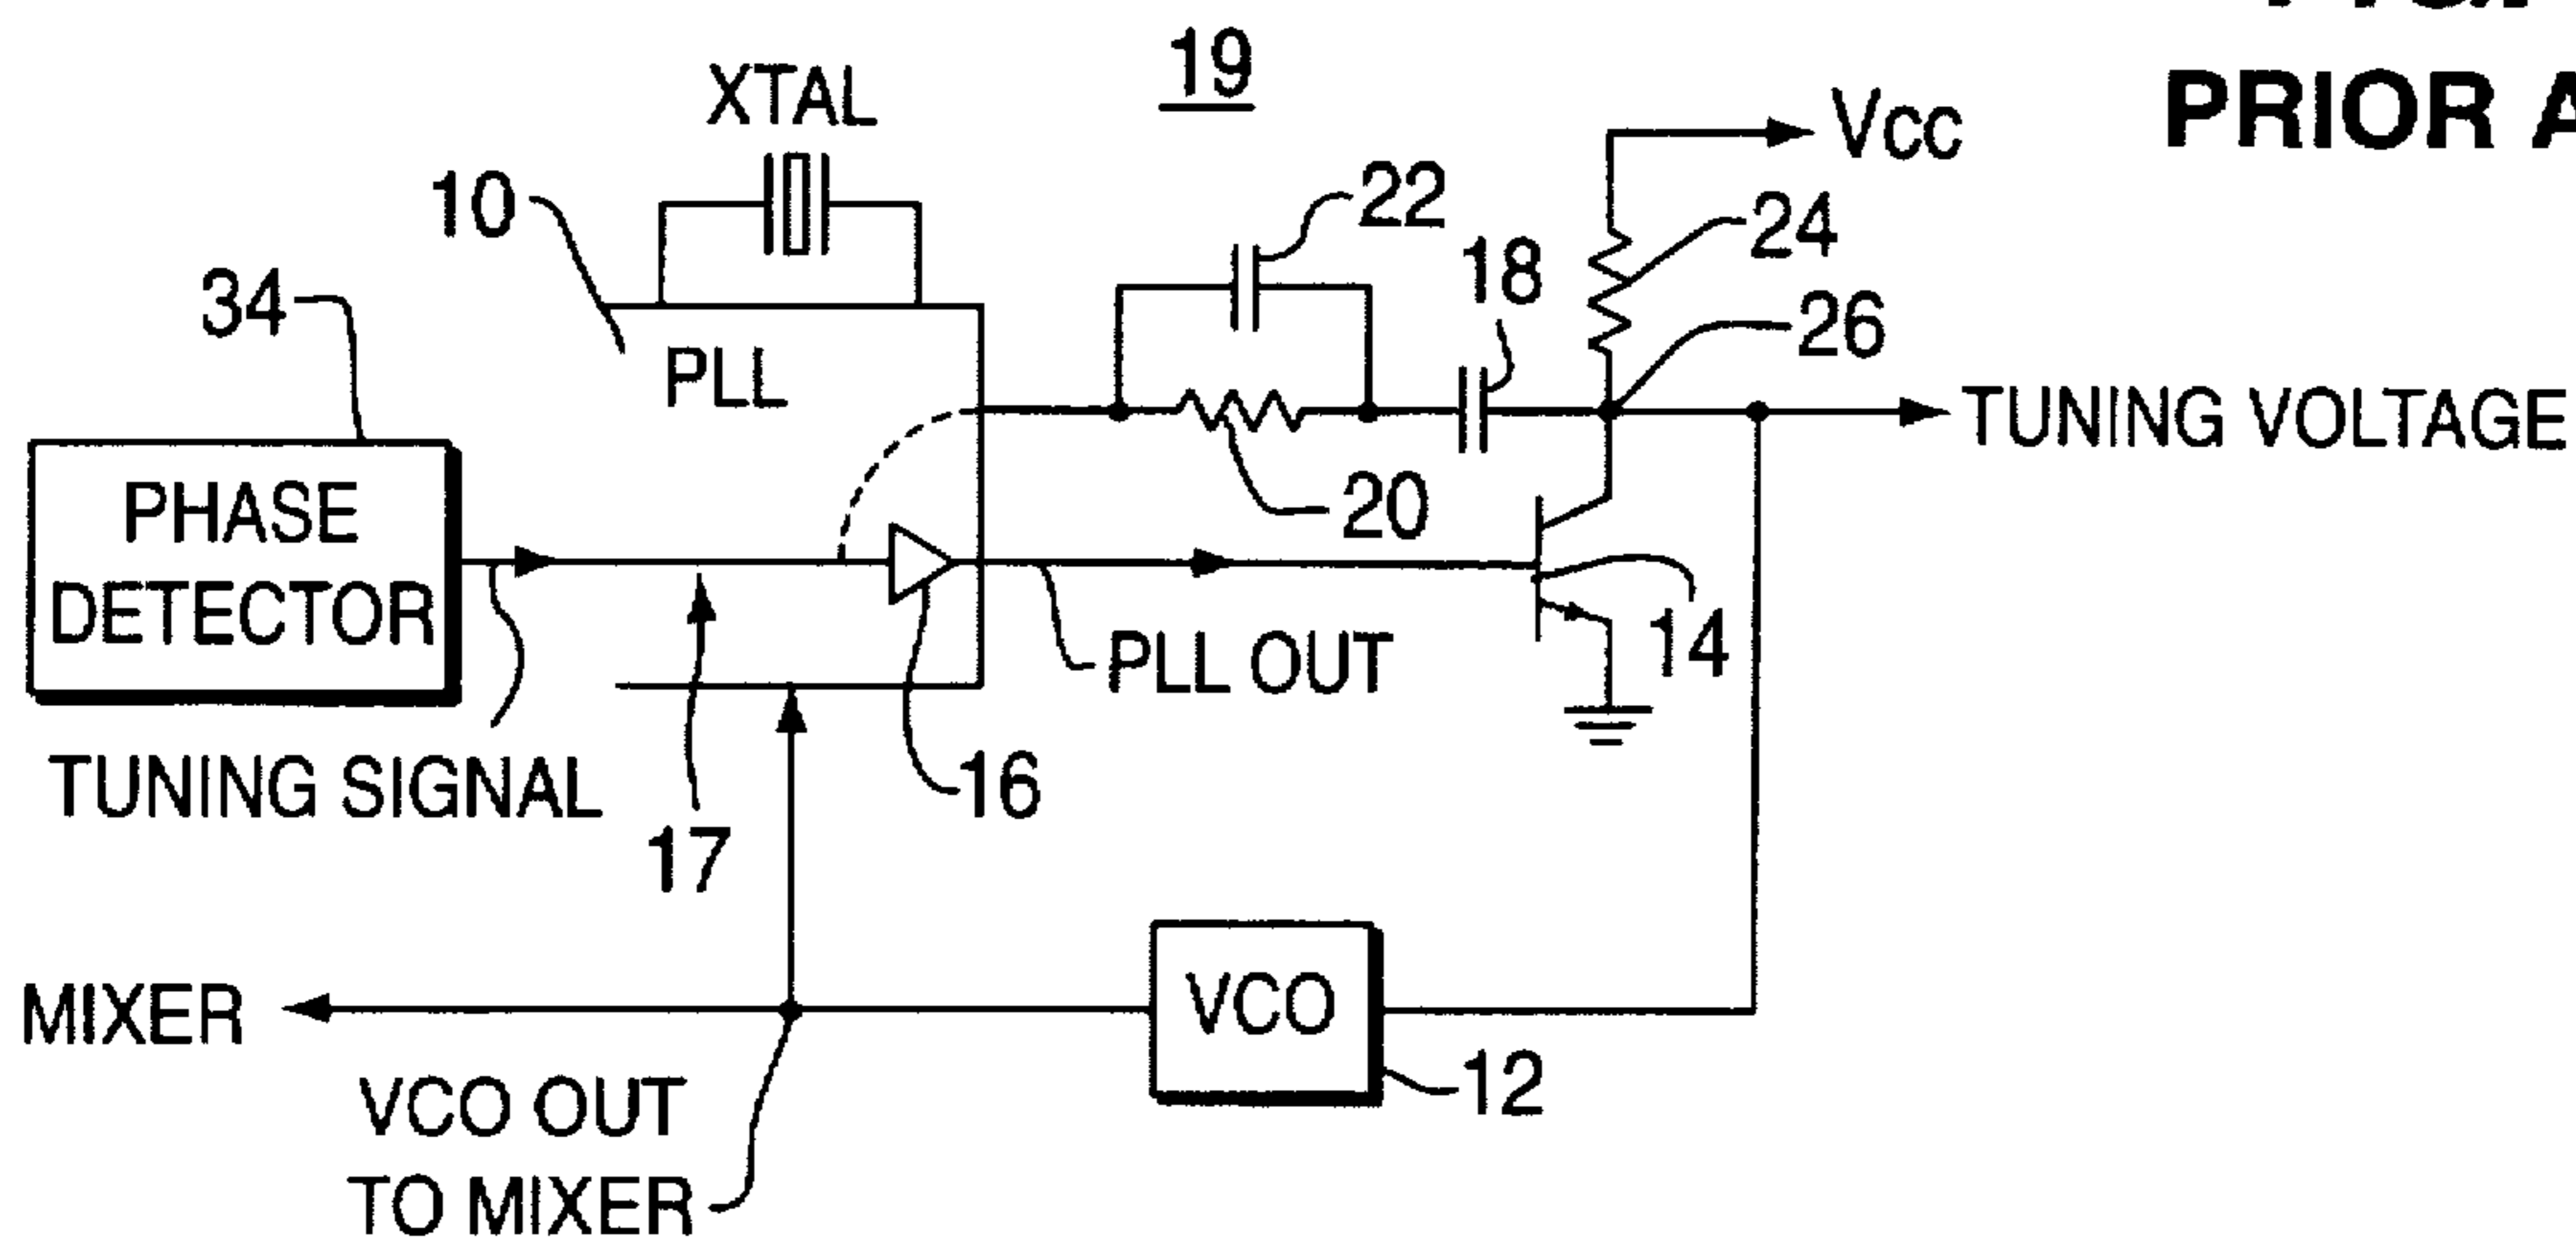 19
PRIOR
XTAL
Vcc
10
22
24
18
34
26
PLL
TUNING VOLTAGE
PHASE
DETECTOR
20
14
PLL OUT
TUNING SIGNAL
16
17
MIXER
VCO
12
VCO OUT
TO MIXER